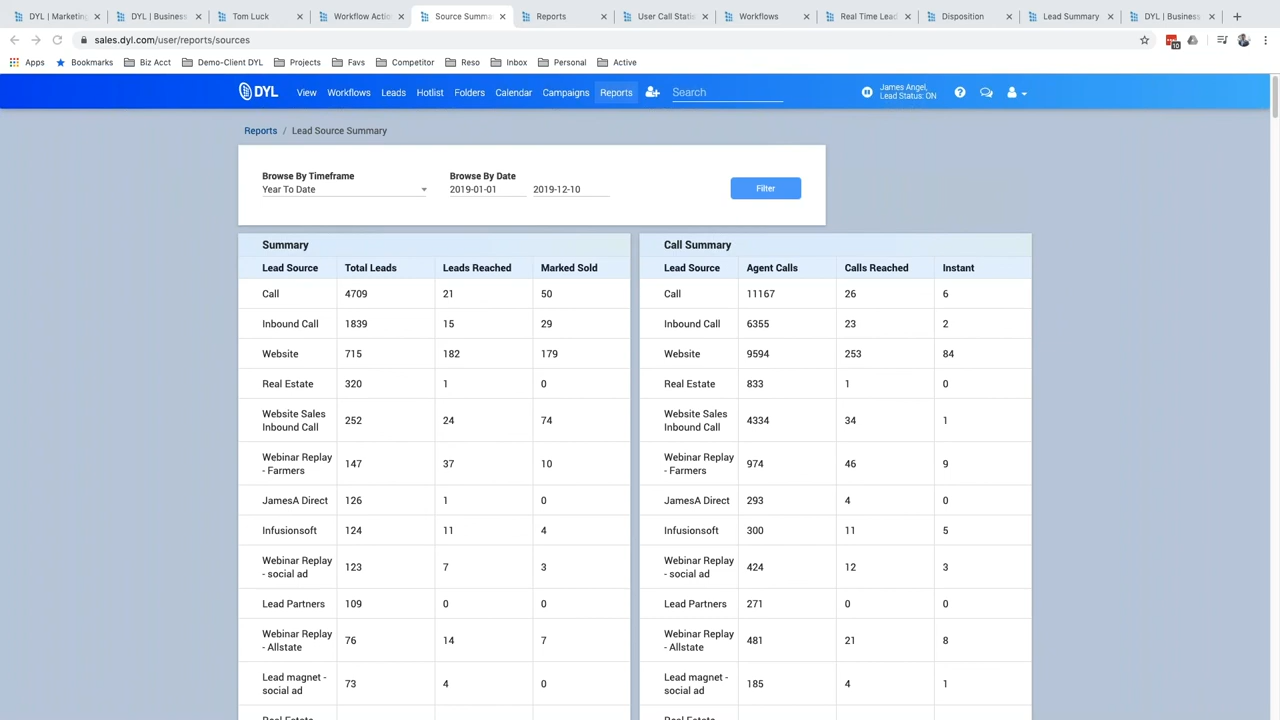 DYL | Marketing
DYL | Business
Tom Luck
Workflow Actio
Source Summa
Reports
User Call Statis
Workflows
Real Time Lead
Disposition
Lead Summary
DYL | Business
sales.dyl.com/user/reports/sources
10
Apps
Bookmarks
Biz Acct
Demo-Client DYL
Projects
Favs
Competitor
Reso
Inbox
Personal
Active
DYL
View
Workflows
Leads
Hotlist
Folders
Calendar
Campaigns
Reports
Search
James Angel,
Lead Status: ON
Reports / Lead Source Summary
Browse By Timeframe
Year To Date
Browse By Date
2019-01-01 2019-12-10
Filter
Summary
Lead Source Total Leads Leads Reached Marked Sold
Call 4709 21 50
Inbound Call 1839 15 29
Website 715 182 179
Real Estate 320 1 0
Website Sales
Inbound Call 252 24 74
Webinar Replay
- Farmers 147 37 10
JamesA Direct 126 1 0
Infusionsoft 124 11 4
Webinar Replay
- social ad 123 7 3
Lead Partners 109 0 0
Webinar Replay
- Allstate 76 14 7
Lead magnet -
social ad 73 4 0
Real Estate
Call Summary
Lead Source Agent Calls Calls Reached Instant
Call 11167 26 6
Inbound Call 6355 23 2
Website 9594 253 84
Real Estate 833 1 0
Website Sales
Inbound Call 4334 34 1
Webinar Replay
- Farmers 974 46 9
JamesA Direct 293 4 0
Infusionsoft 300 11 5
Webinar Replay
- social ad 424 12 3
Lead Partners 271 0 0
Webinar Replay
- Allstate 481 21 8
Lead magnet -
social ad 185 4 1
Real Estate